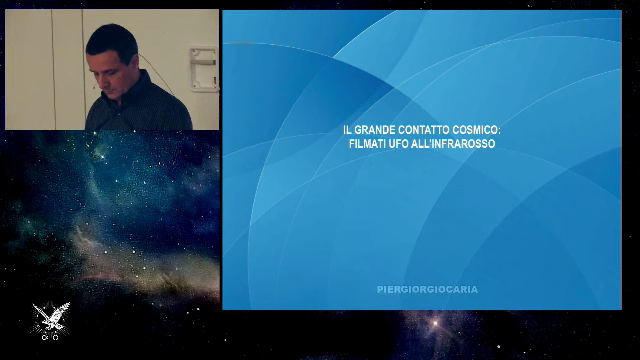 IL GRANDE CONTATTO COSMICO:
FILMATI UFO ALL'INFRAROSSO
PIERGIORGIOCARIA